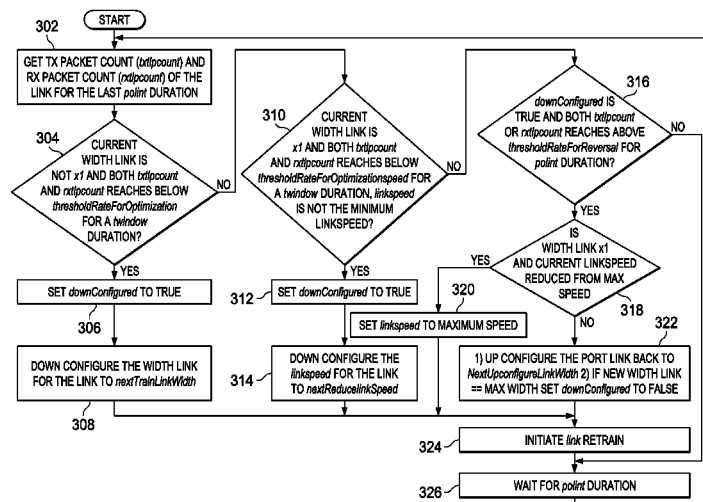 START
302
GET TX PACKET COUNT (txtlpcount) AND
RX PACKET COUNT (rxtlpcount) OF THE
LINK FOR THE LAST polint DURATION
304
CURRENT
WIDTH LINK IS
NOT x1 AND BOTH txtlpcount
AND rxtlpcount REACHES BELOW
thresholdRateForOptimization
FOR A twindow
DURATION?
NO
YES
SET downConfigured TO TRUE
306
DOWN CONFIGURE THE WIDTH LINK
FOR THE LINK TO nextTrainLinkWidth
308
310
CURRENT
WIDTH LINK IS
x1 AND BOTH txtlpcount
AND rxtlpcount REACHES BELOW
thresholdRateForOptimizationspeed FOR
A twindow DURATION, linkspeed
IS NOT THE MINIMUM
LINKSPEED?
NO
YES
312
SET downConfigured TO TRUE
314
DOWN CONFIGURE THE
linkspeed FOR THE LINK
TO nextReducelinkSpeed
316
downConfigured IS
TRUE AND BOTH txtlpcount
OR rxtlpcount REACHES ABOVE
thresholdRateForReversal FOR
polint DURATION?
NO
YES
IS
WIDTH LINK x1
AND CURRENT LINKSPEED
REDUCED FROM MAX
SPEED
318
YES
NO
320
SET linkspeed TO MAXIMUM SPEED
322
1) UP CONFIGURE THE PORT LINK BACK TO
NextUpconfigureLinkWidth 2) IF NEW WIDTH LINK
== MAX WIDTH SET downConfigured TO FALSE
324
INITIATE link RETRAIN
326
WAIT FOR polint DURATION